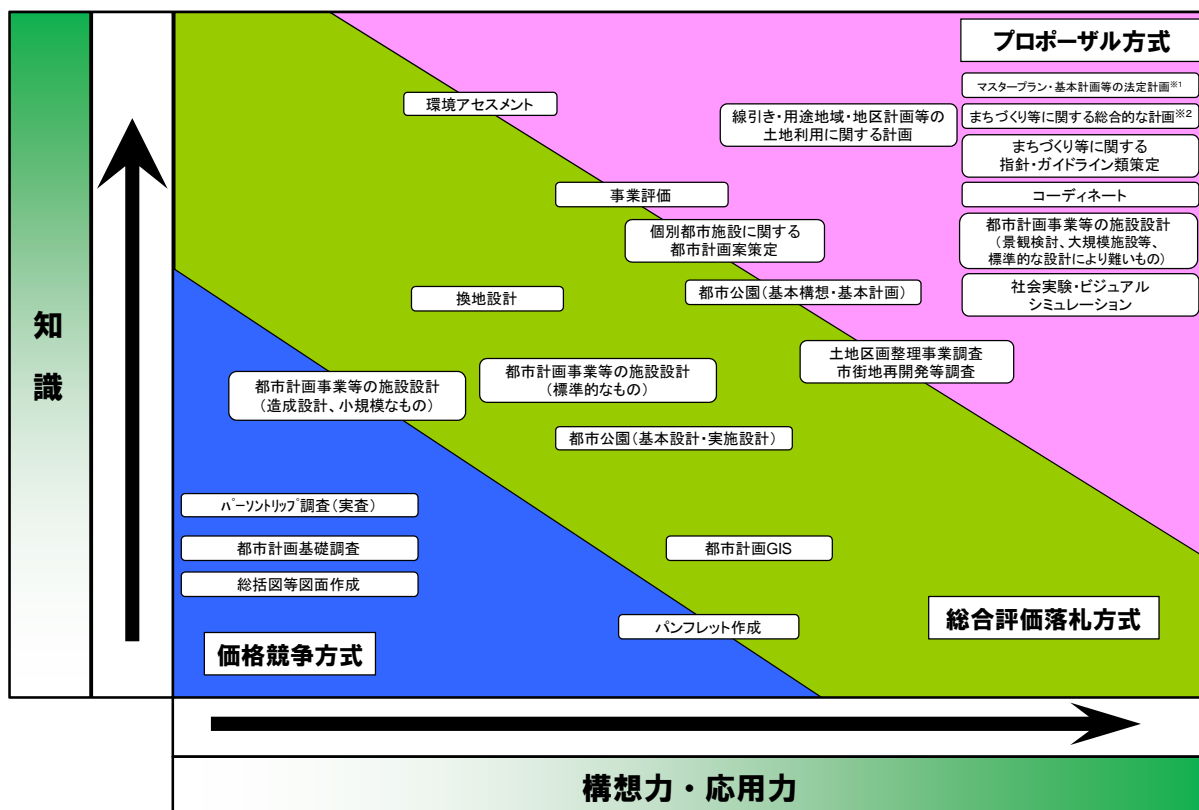 プロポーザル方式
マスタープラン・基本計画等の法定計画※1
まちづくり等に関する総合的な計画※2
まちづくり等に関する
指針・ガイドライン類策定
コーディネート
都市計画事業等の施設設計
(景観検討、大規模施設等、
標準的な設計により難いもの)
社会実験・ビジュアル
シミュレーション
環境アセスメント
線引き・用途地域・地区計画等の
土地利用に関する計画
事業評価
個別都市施設に関する
都市計画案策定
換地設計
都市公園(基本構想・基本計画)
土地区画整理事業調査
市街地再開発等調査
都市計画事業等の施設設計
(造成設計、小規模なもの)
都市計画事業等の施設設計
(標準的なもの)
都市公園(基本設計・実施設計)
パーソントリップ調査(実査)
都市計画基礎調査
総括図等図面作成
都市計画GIS
パンフレット作成
価格競争方式
総合評価落札方式
知
識
構想力・応用力